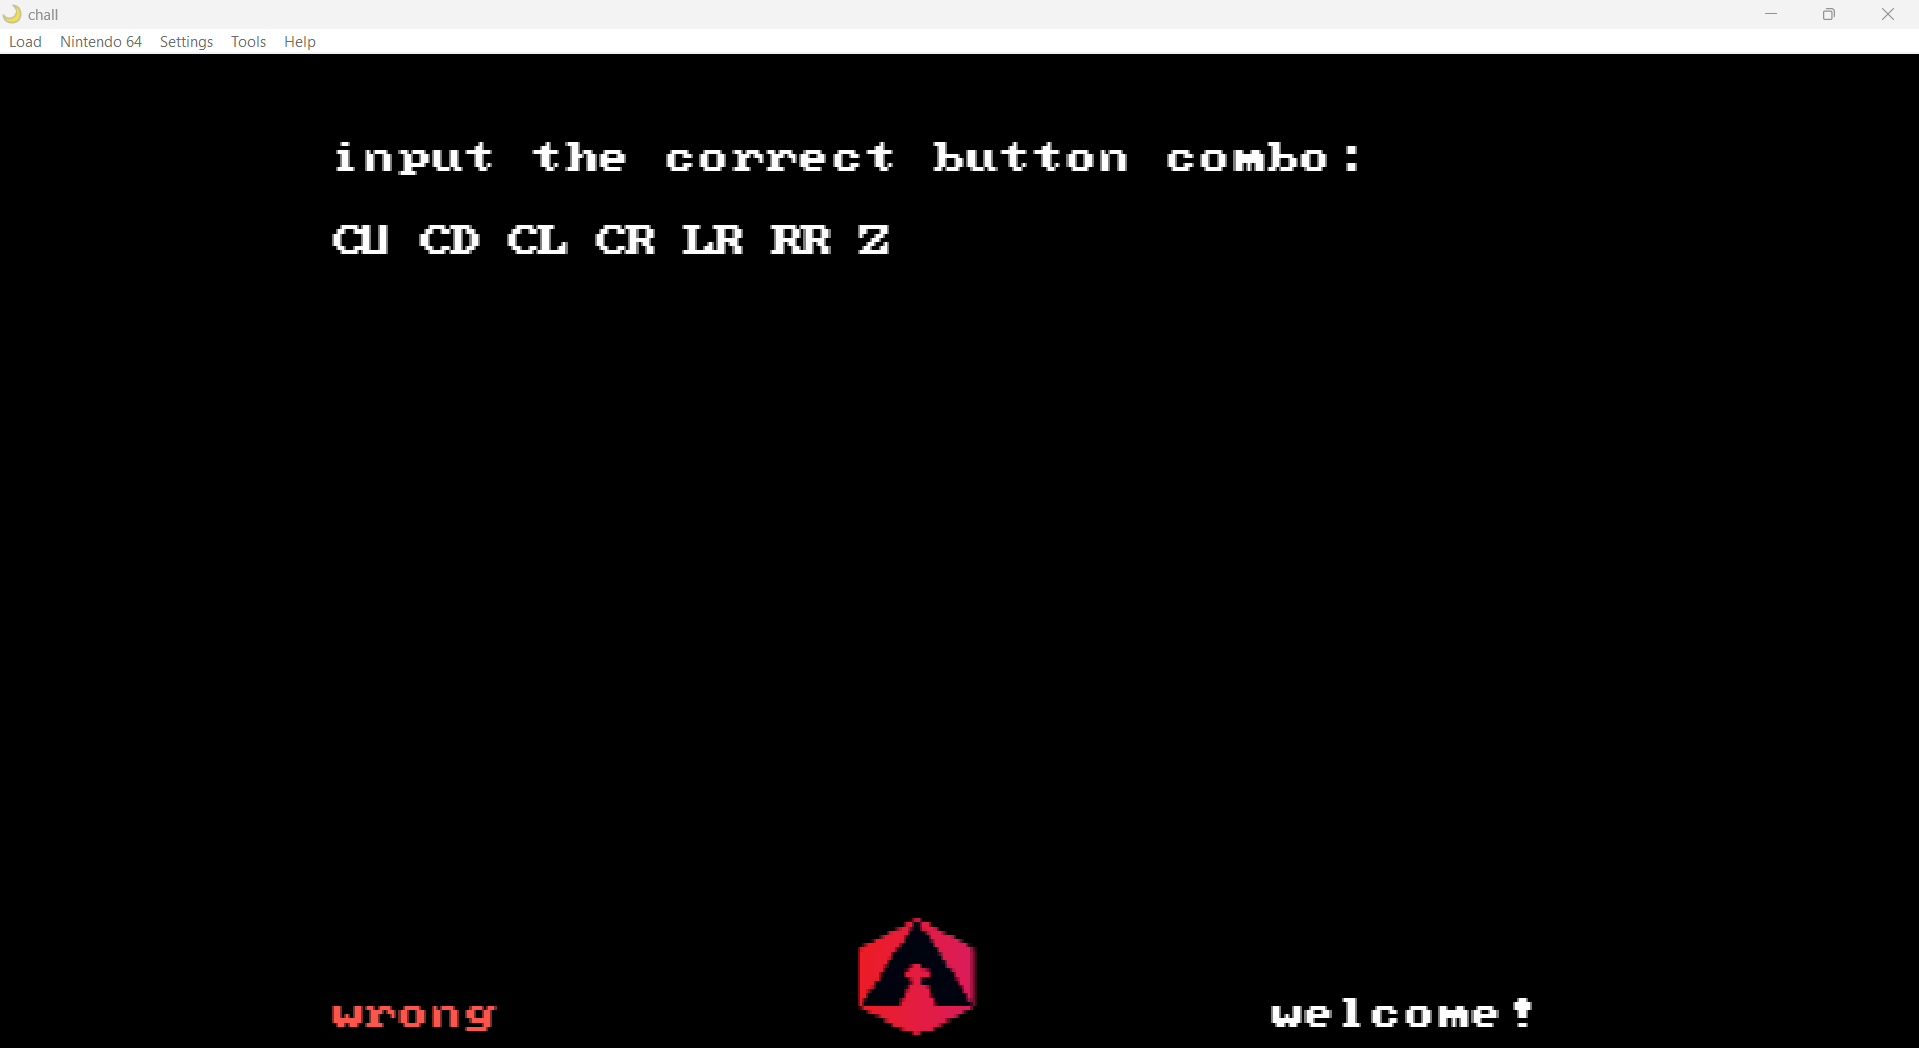 chall
Load Nintendo 64 Settings Tools Help
input the correct button combo:
CU CD CL CR LR RR Z
wrong
welcome!